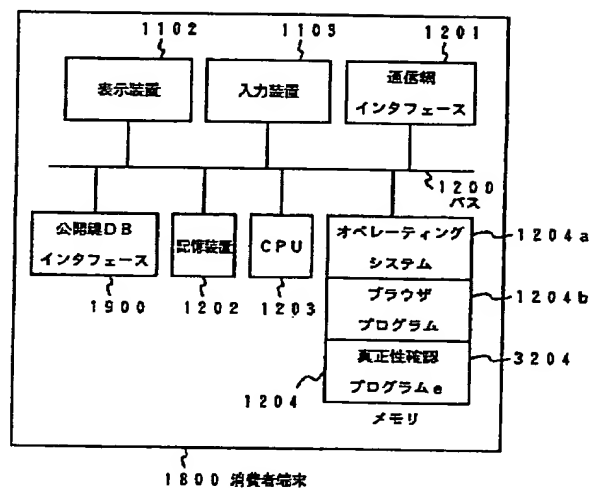 1102
1103
1201
表示装置
入力装置
通信網
インタフェース
1200
バス
公開鍵DB
インタフェース
記憶装置
CPU
オペレーティング
システム
1204a
ブラウザ
プログラム
1204b
真正性確認
プログラムe
3204
1900
1202
1203
1204
メモリ
1800 消費者端末